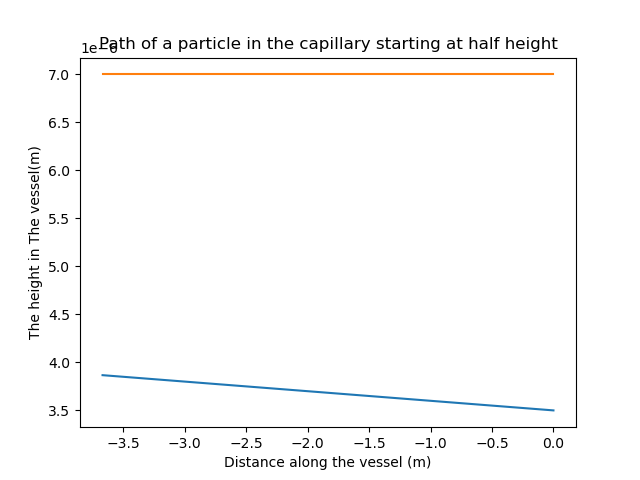 Path of a particle in the capillary starting at half height
7.0
6.5
6.0
5.5
5.0
4.5
4.0
3.5
The height in The vessel(m)
−3.5 −3.0 −2.5 −2.0 −1.5 −1.0 −0.5 0.0
Distance along the vessel (m)